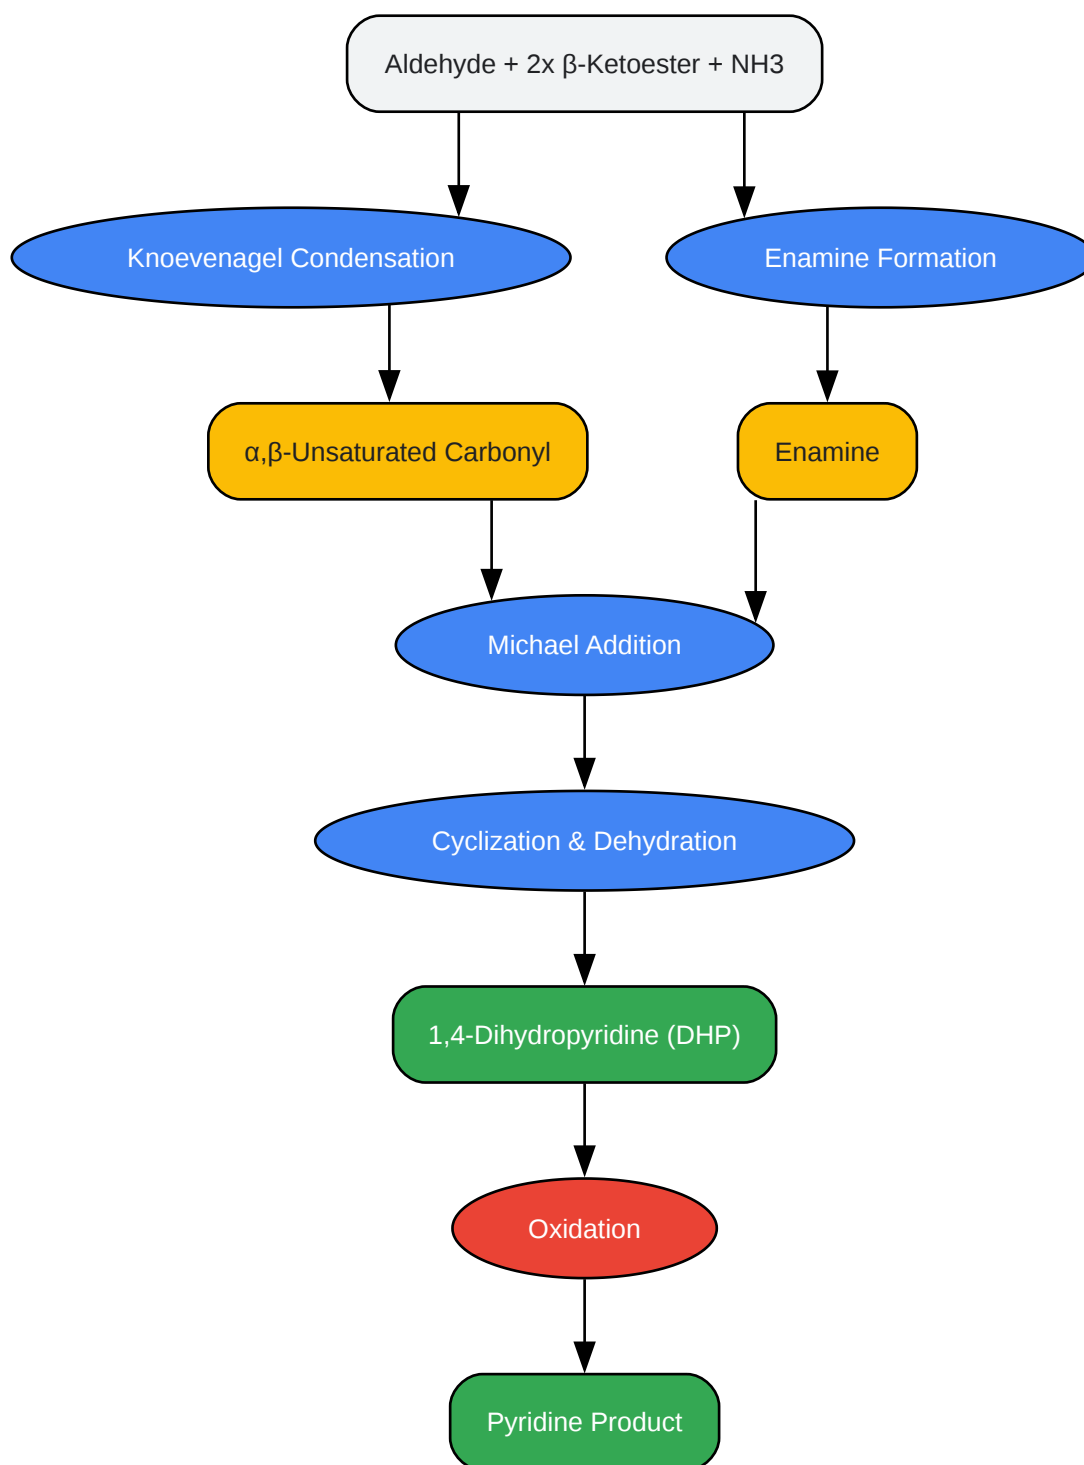 Aldehyde + 2x β-Ketoester + NH3
Knoevenagel Condensation
Enamine Formation
α,β-Unsaturated Carbonyl
Enamine
Michael Addition
Cyclization & Dehydration
1,4-Dihydropyridine (DHP)
Oxidation
Pyridine Product